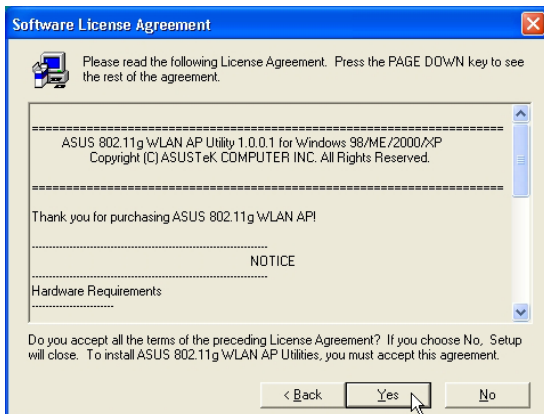 Software License Agreement
Please read the following License Agreement. Press the PAGE DOWN key to see
the rest of the agreement.
==================================================================
ASUS 802.11g WLAN AP Utility 1.0.0.1 for Windows 98/ME/2000/XP
Copyright (C) ASUSTeK COMPUTER INC. All Rights Reserved.
==================================================================
Thank you for purchasing ASUS 802.11g WLAN AP!
------------------------------------------------------------
NOTICE
------------------------------------------------------------
Hardware Requirements
---------------------
Do you accept all the terms of the preceding License Agreement? If you choose No, Setup
will close. To install ASUS 802.11g WLAN AP Utilities, you must accept this agreement.
< Back
Yes
No